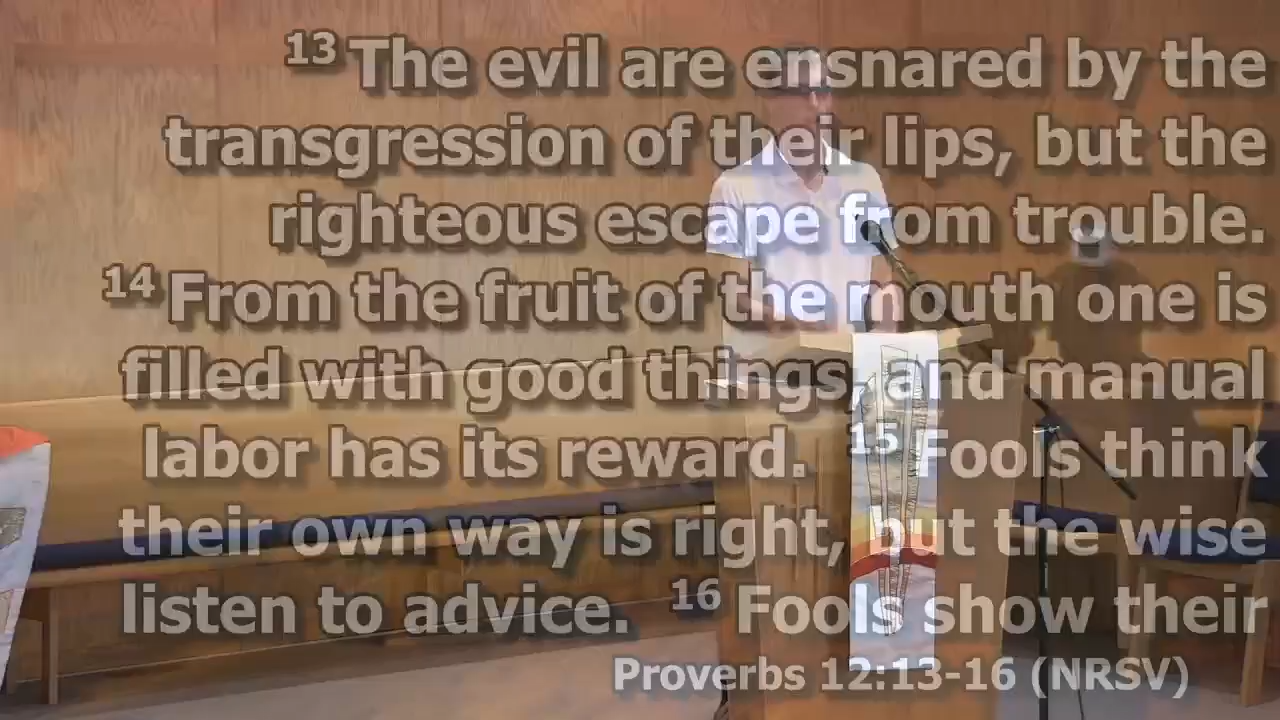 13 The evil are ensnared by the
transgression of their lips, but the
righteous escape from trouble.
14 From the fruit of the mouth one is
filled with good things, and manual
labor has its reward. 15 Fools think
their own way is right, but the wise
listen to advice. 16 Fools show their
Proverbs 12:13-16 (NRSV)